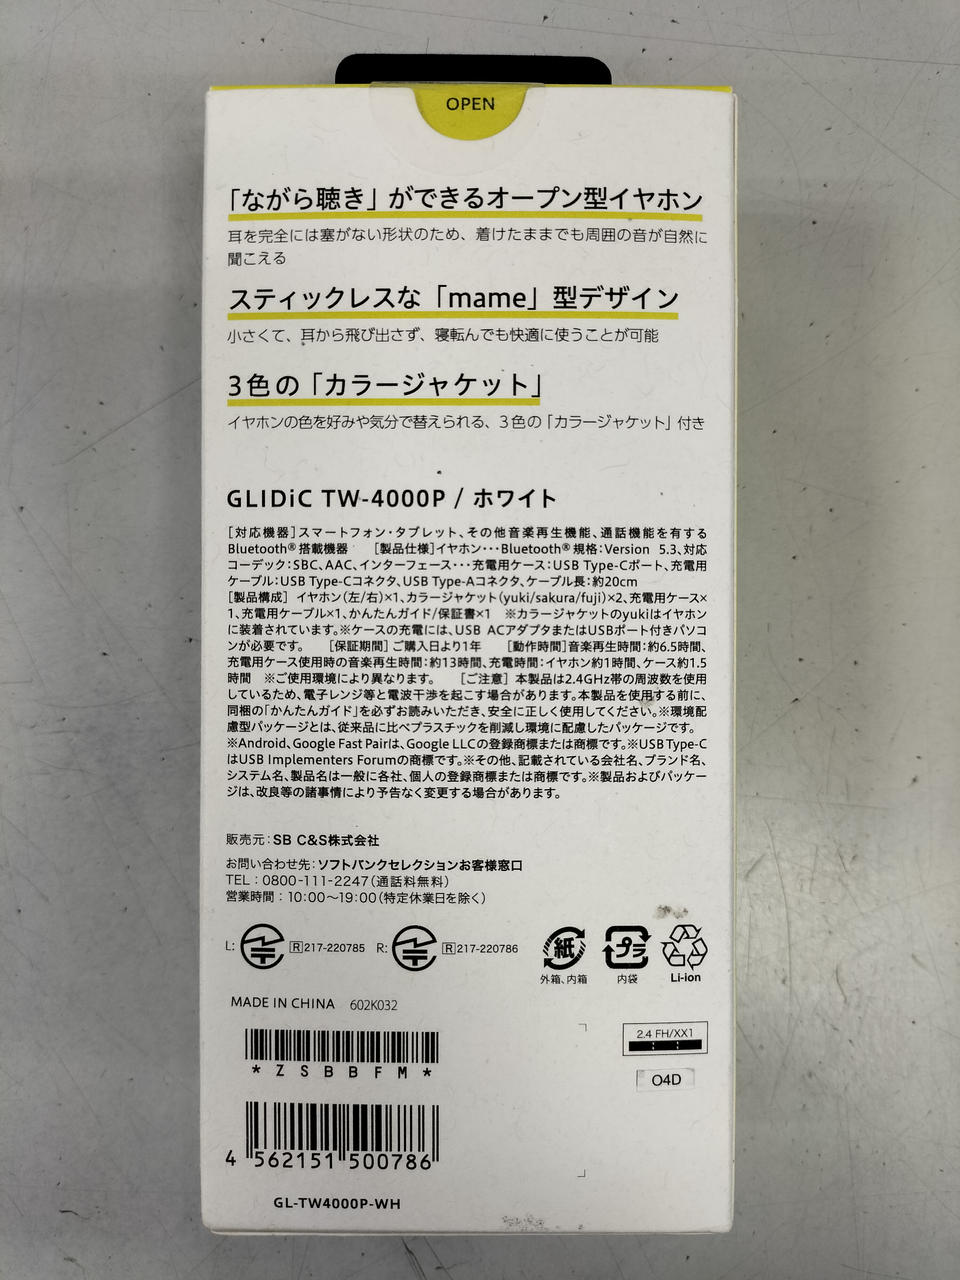 OPEN
「ながら聴き」ができるオープン型イヤホン
耳を完全には塞がない形状のため、着けたままでも周囲の音が自然に
聞こえる
スティックレスな「mame」型デザイン
小さくて、耳から飛び出さず、寝転んでも快適に使うことが可能
3色の「カラージャケット」
イヤホンの色を好みや気分で替えられる、3色の「カラージャケット」付き
GLIDiC TW-4000P / ホワイト
[対応機器]スマートフォン・タブレット、その他音楽再生機能、通話機能を有する
Bluetooth®搭載機器 [製品仕様]イヤホン･･･Bluetooth®規格:Version 5.3、対応
コーデック:SBC、AAC、インターフェース･･･充電用ケース:USB Type-Cポート、充電用
ケーブル:USB Type-Cコネクタ、USB Type-Aコネクタ、ケーブル長:約20cm
[製品構成] イヤホン(左/右)×1、カラージャケット(yuki/sakura/fuji)×2、充電用ケース×
1、充電用ケーブル×1、かんたんガイド/保証書×1 ※カラージャケットのyukiはイヤホン
に装着されています。※ケースの充電には、USB ACアダプタまたはUSBポート付きパソコ
ンが必要です。 [保証期間] ご購入日より1年 [動作時間]音楽再生時間:約6.5時間、
充電用ケース使用時の音楽再生時間:約13時間、充電時間:イヤホン約1時間、ケース約1.5
時間 ※ご使用環境により異なります。 [ご注意] 本製品は2.4GHz帯の周波数を使用
しているため、電子レンジ等と電波干渉を起こす場合があります。本製品を使用する前に、
同梱の「かんたんガイド」を必ずお読みいただき、安全に正しく使用してください。※環境配
慮型パッケージとは、従来品に比べプラスチックを削減し環境に配慮したパッケージです。
※Android、Google Fast Pairは、Google LLCの登録商標または商標です。※USB Type-C
はUSB Implementers Forumの商標です。※その他、記載されている会社名、ブランド名、
システム名、製品名は一般に各社、個人の登録商標または商標です。※製品およびパッケー
ジは、改良等の諸事情により予告なく変更する場合があります。
販売元:SB C&S株式会社
お問い合わせ先:ソフトバンクセレクションお客様窓口
TEL:0800-111-2247(通話料無料)
営業時間:10:00〜19:00(特定休業日を除く)
L: R 217-220785 R: R 217-220786
紙 プラ
外箱、内箱 内袋 Li-ion
MADE IN CHINA 602K032
2.4 FH/XX1
* Z S B B F M *
04D
4 562151 500786
GL-TW4000P-WH